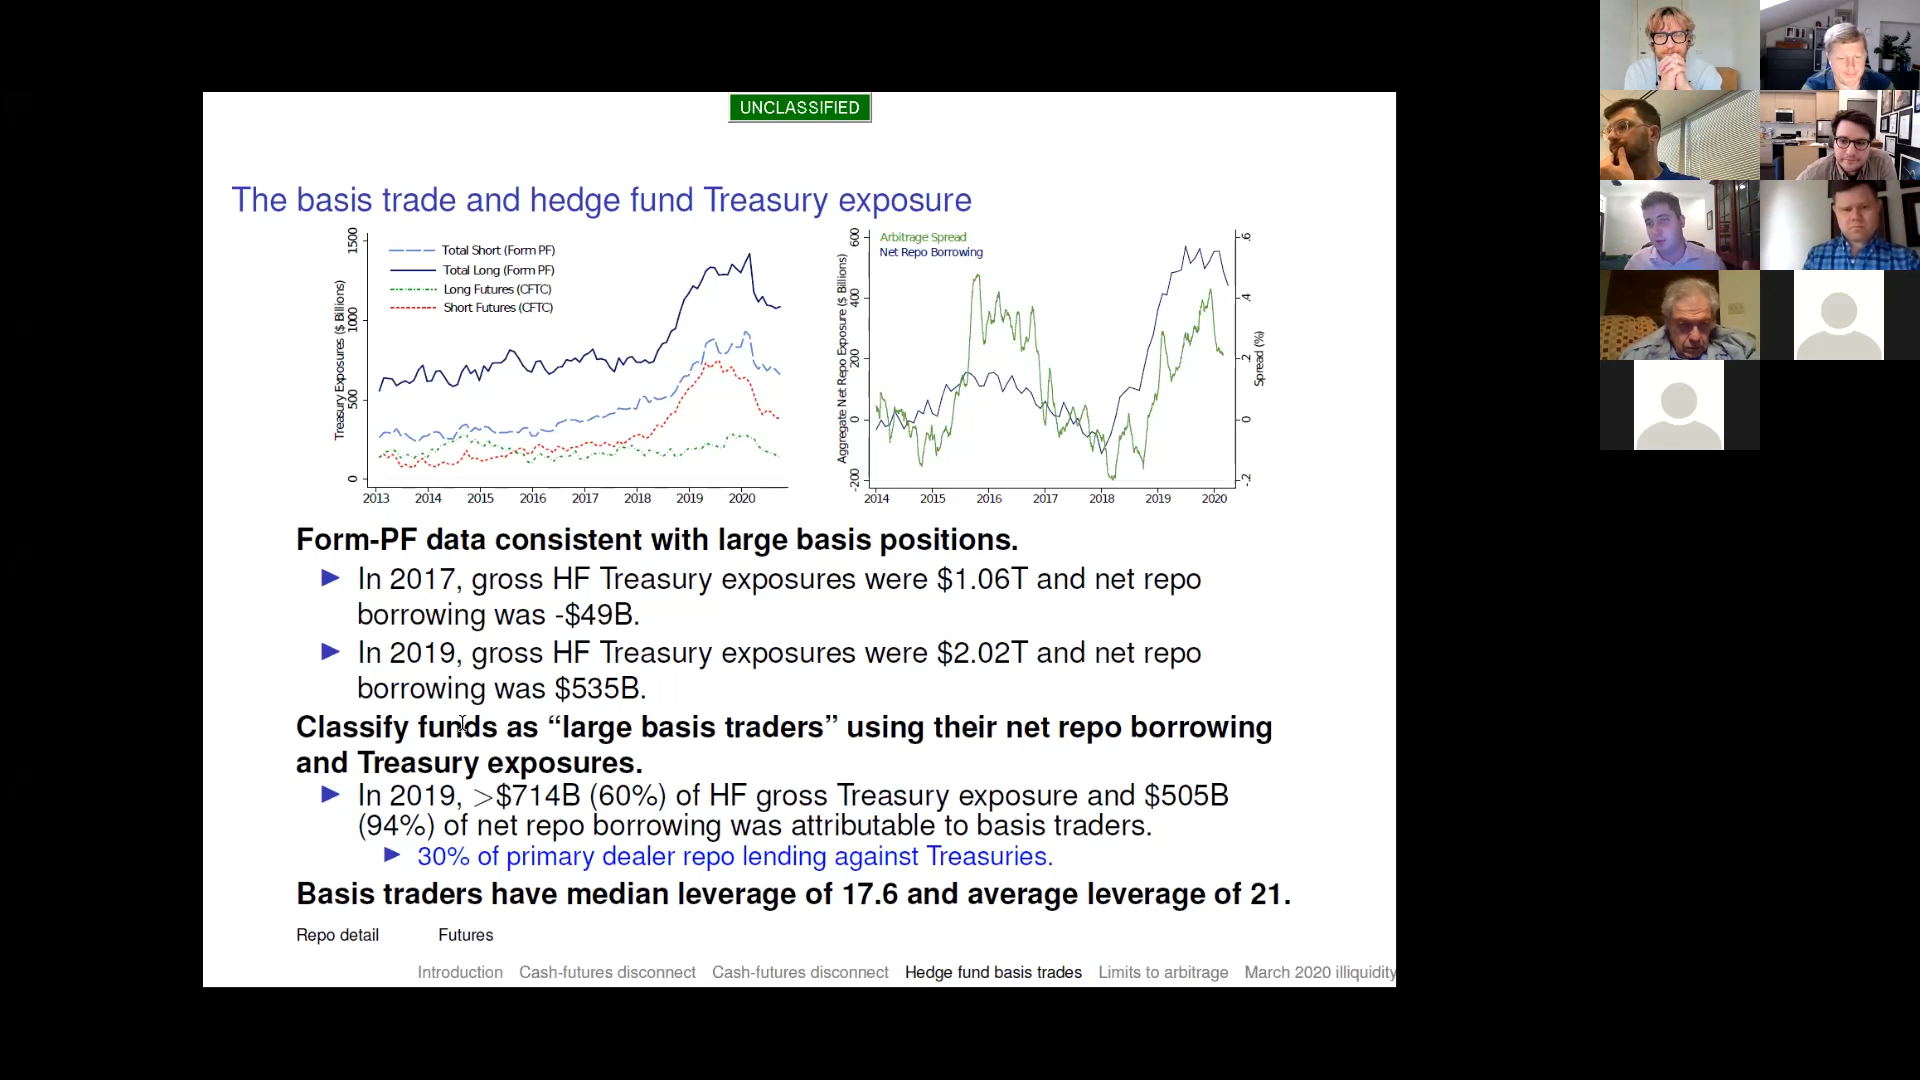 UNCLASSIFIED
The basis trade and hedge fund Treasury exposure
Treasury Exposures ($ Billions)
1500
1000
500
0
Total Short (Form PF)
Total Long (Form PF)
Long Futures (CFTC)
Short Futures (CFTC)
2013 2014 2015 2016 2017 2018 2019 2020
Aggregate Net Repo Exposure ($ Billions)
600
400
200
0
-200
Arbitrage Spread
Net Repo Borrowing
.6
.4
.2
0
-.2
Spread (%)
2014 2015 2016 2017 2018 2019 2020
Form-PF data consistent with large basis positions.
In 2017, gross HF Treasury exposures were $1.06T and net repo
borrowing was -$49B.
In 2019, gross HF Treasury exposures were $2.02T and net repo
borrowing was $535B.
Classify funds as “large basis traders” using their net repo borrowing
and Treasury exposures.
In 2019, >$714B (60%) of HF gross Treasury exposure and $505B
(94%) of net repo borrowing was attributable to basis traders.
30% of primary dealer repo lending against Treasuries.
Basis traders have median leverage of 17.6 and average leverage of 21.
Repo detail Futures
Introduction Cash-futures disconnect Cash-futures disconnect Hedge fund basis trades Limits to arbitrage March 2020 illiquidity